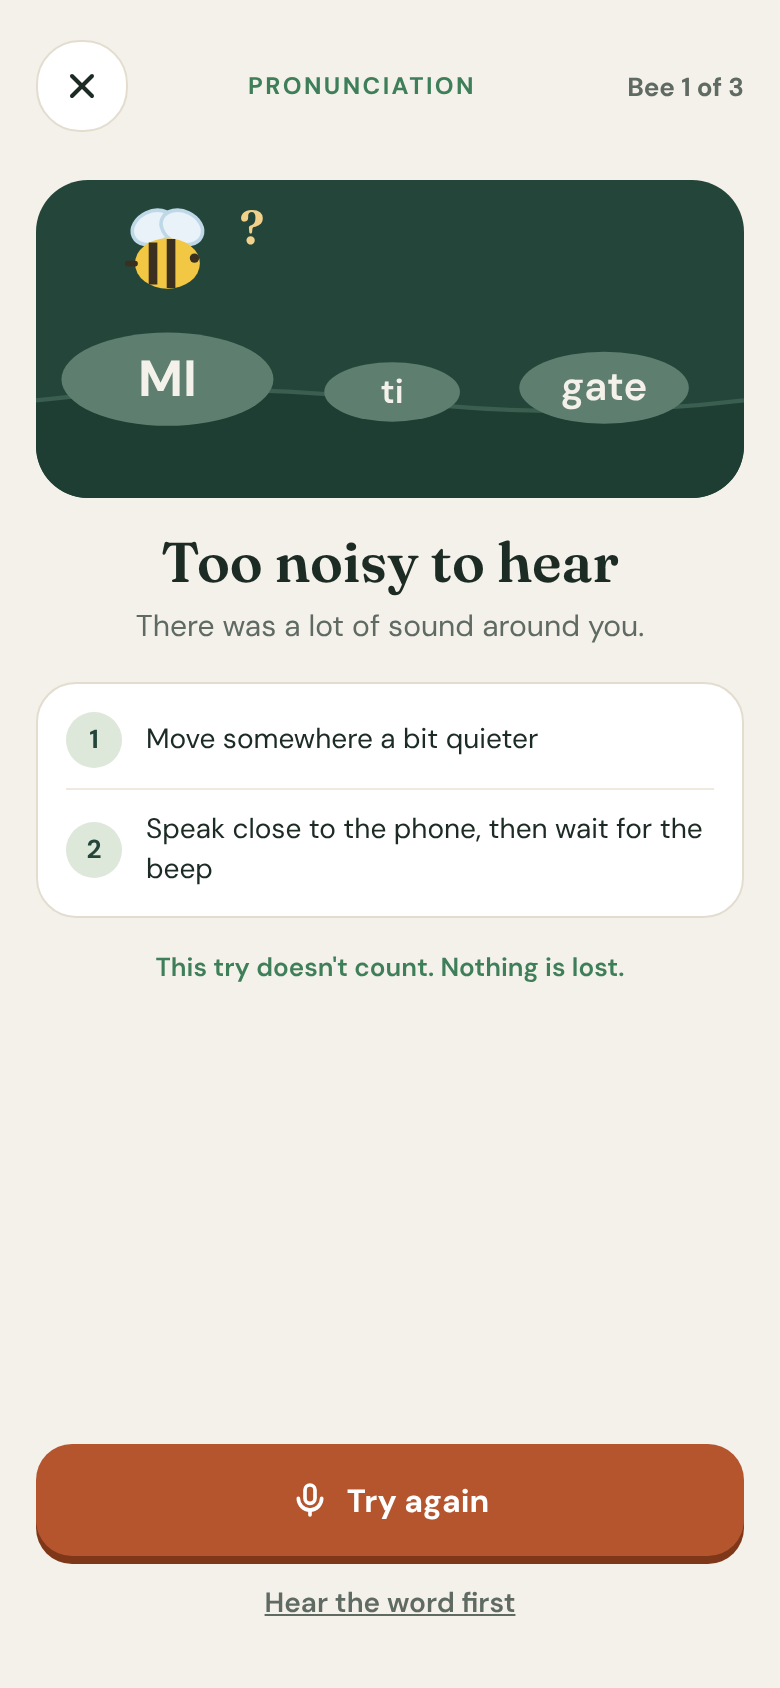 PRONUNCIATION
Bee 1 of 3
?
MI
ti
gate
Too noisy to hear
There was a lot of sound around you.
1
Move somewhere a bit quieter
2
Speak close to the phone, then wait for the
beep
This try doesn't count. Nothing is lost.
Try again
Hear the word first